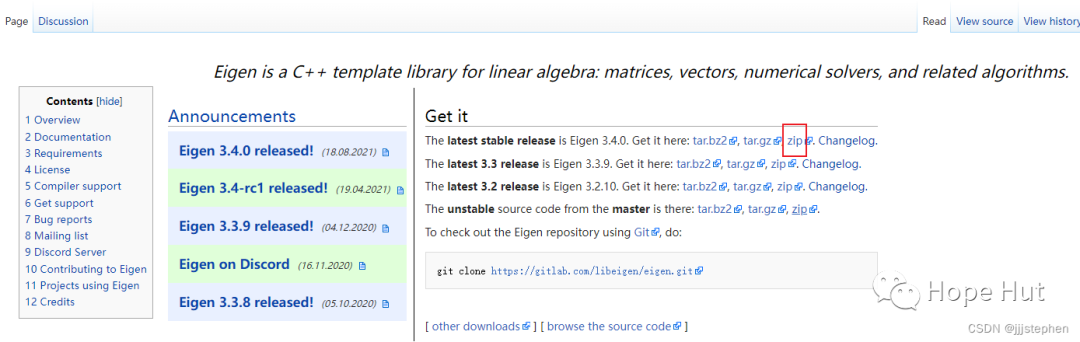 Page Discussion Read View source View history
Eigen is a C++ template library for linear algebra: matrices, vectors, numerical solvers, and related algorithms.
Contents [hide]
1 Overview
2 Documentation
3 Requirements
4 License
5 Compiler support
6 Get support
7 Bug reports
8 Mailing list
9 Discord Server
10 Contributing to Eigen
11 Projects using Eigen
12 Credits
Announcements
Eigen 3.4.0 released! (18.08.2021)
Eigen 3.4-rc1 released! (19.04.2021)
Eigen 3.3.9 released! (04.12.2020)
Eigen on Discord (16.11.2020)
Eigen 3.3.8 released! (05.10.2020)
Get it
The latest stable release is Eigen 3.4.0. Get it here: tar.bz2, tar.gz, zip. Changelog.
The latest 3.3 release is Eigen 3.3.9. Get it here: tar.bz2, tar.gz, zip. Changelog.
The latest 3.2 release is Eigen 3.2.10. Get it here: tar.bz2, tar.gz, zip. Changelog.
The unstable source code from the master is there: tar.bz2, tar.gz, zip.
To check out the Eigen repository using Git, do:
git clone https://gitlab.com/libeigen/eigen.git
[ other downloads ] [ browse the source code ]
Hope Hut
CSDN @jjjstephen